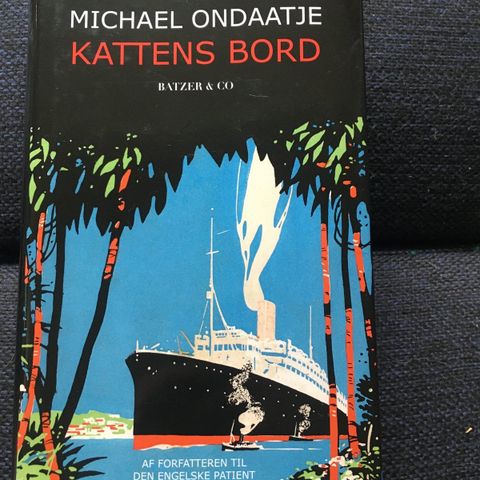 MICHAEL ONDAATJE
KATTENS BORD
BATZER & CO
AF FORFATTEREN TIL
DEN ENGELSKE PATIENT